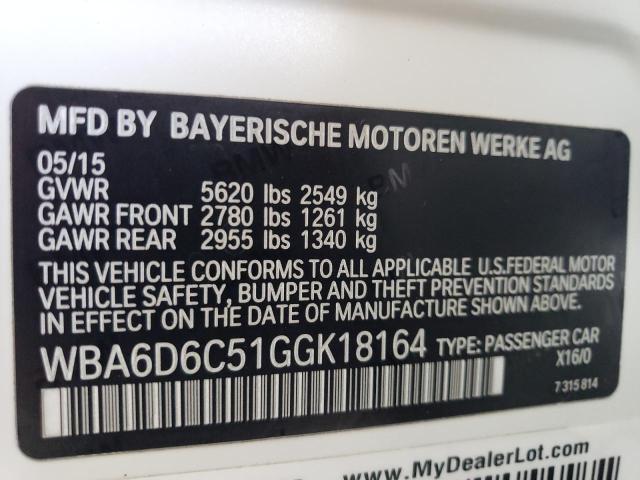 MFD BY BAYERISCHE MOTOREN WERKE AG
05/15
GVWR 5620 lbs 2549 kg
GAWR FRONT 2780 lbs 1261 kg
GAWR REAR 2955 lbs 1340 kg
THIS VEHICLE CONFORMS TO ALL APPLICABLE U.S.FEDERAL MOTOR
VEHICLE SAFETY, BUMPER AND THEFT PREVENTION STANDARDS
IN EFFECT ON THE DATE OF MANUFACTURE SHOWN ABOVE.
WBA6D6C51GGK18164 TYPE: PASSENGER CAR
X16/0
7315814
www.MyDealerLot.com